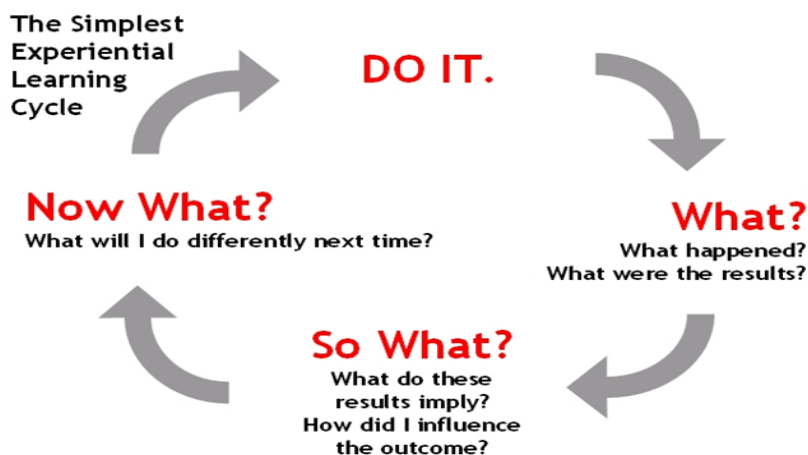 The Simplest
Experiential
Learning
Cycle
DO IT.
What?
What happened?
What were the results?
So What?
What do these
results imply?
How did I influence
the outcome?
Now What?
What will I do differently next time?